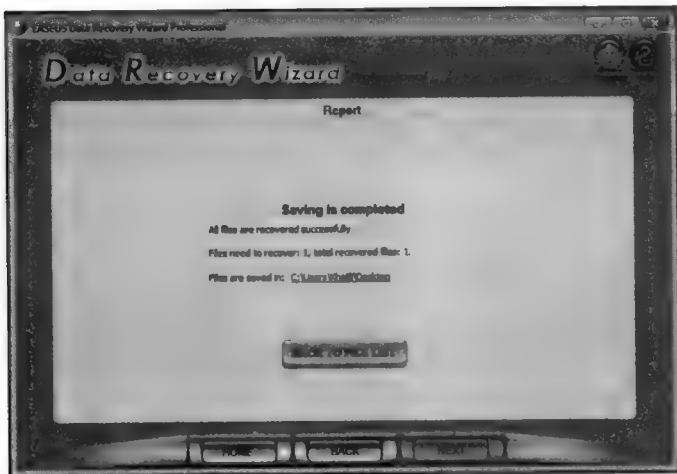 EASEUS Data Recovery Wizard Professional
Data Recovery Wizard Professional
Report
Saving is completed
All files are recovered successfully
Files need to recover: 1, total recovered files: 1.
Files are saved in:
HOME BACK NEXT